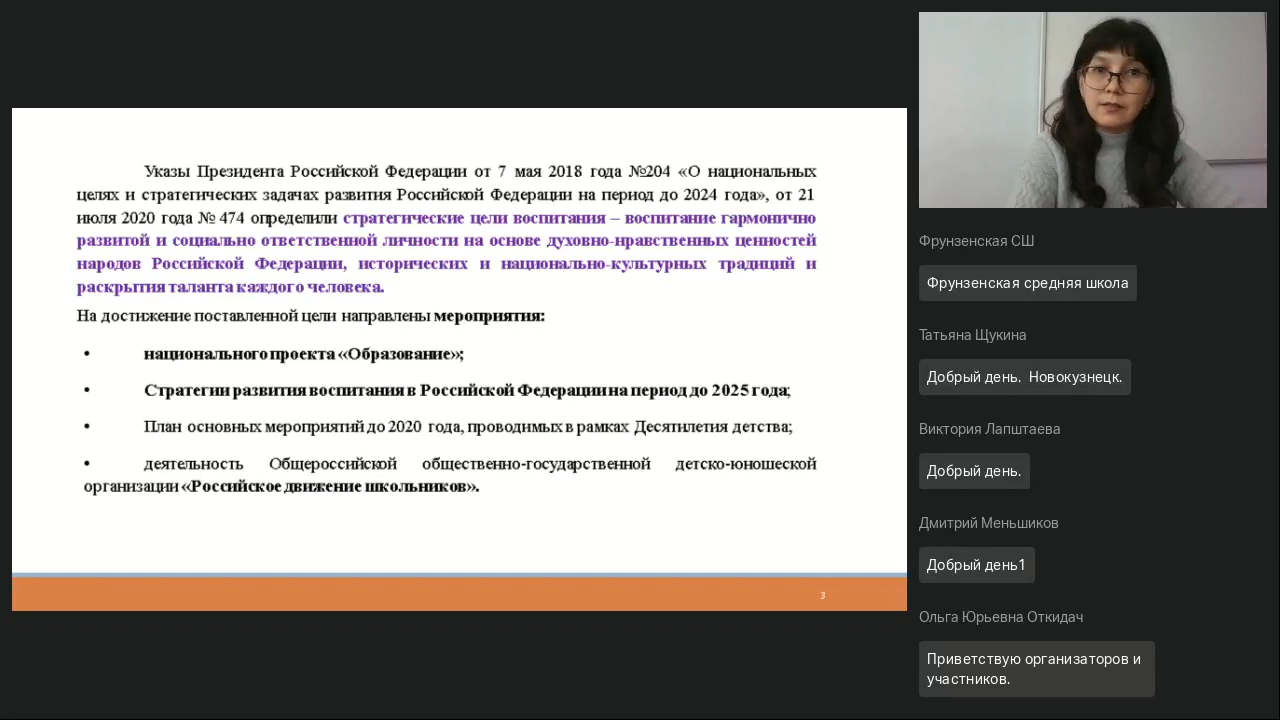 Указы Президента Российской Федерации от 7 мая 2018 года №204 «О национальных
целях и стратегических задачах развития Российской Федерации на период до 2024 года», от 21
июля 2020 года № 474 определили стратегические цели воспитания – воспитание гармонично
развитой и социально ответственной личности на основе духовно-нравственных ценностей
народов Российской Федерации, исторических и национально-культурных традиций и
раскрытия таланта каждого человека.
На достижение поставленной цели направлены мероприятия:
• национального проекта «Образование»;
• Стратегии развития воспитания в Российской Федерации на период до 2025 года;
• План основных мероприятий до 2020 года, проводимых в рамках Десятилетия детства;
• деятельность Общероссийской общественно-государственной детско-юношеской
организации «Российское движение школьников».
3
Фрунзенская СШ
Фрунзенская средняя школа
Татьяна Щукина
Добрый день. Новокузнецк.
Виктория Лапштаева
Добрый день.
Дмитрий Меньшиков
Добрый день1
Ольга Юрьевна Откидач
Приветствую организаторов и
участников.